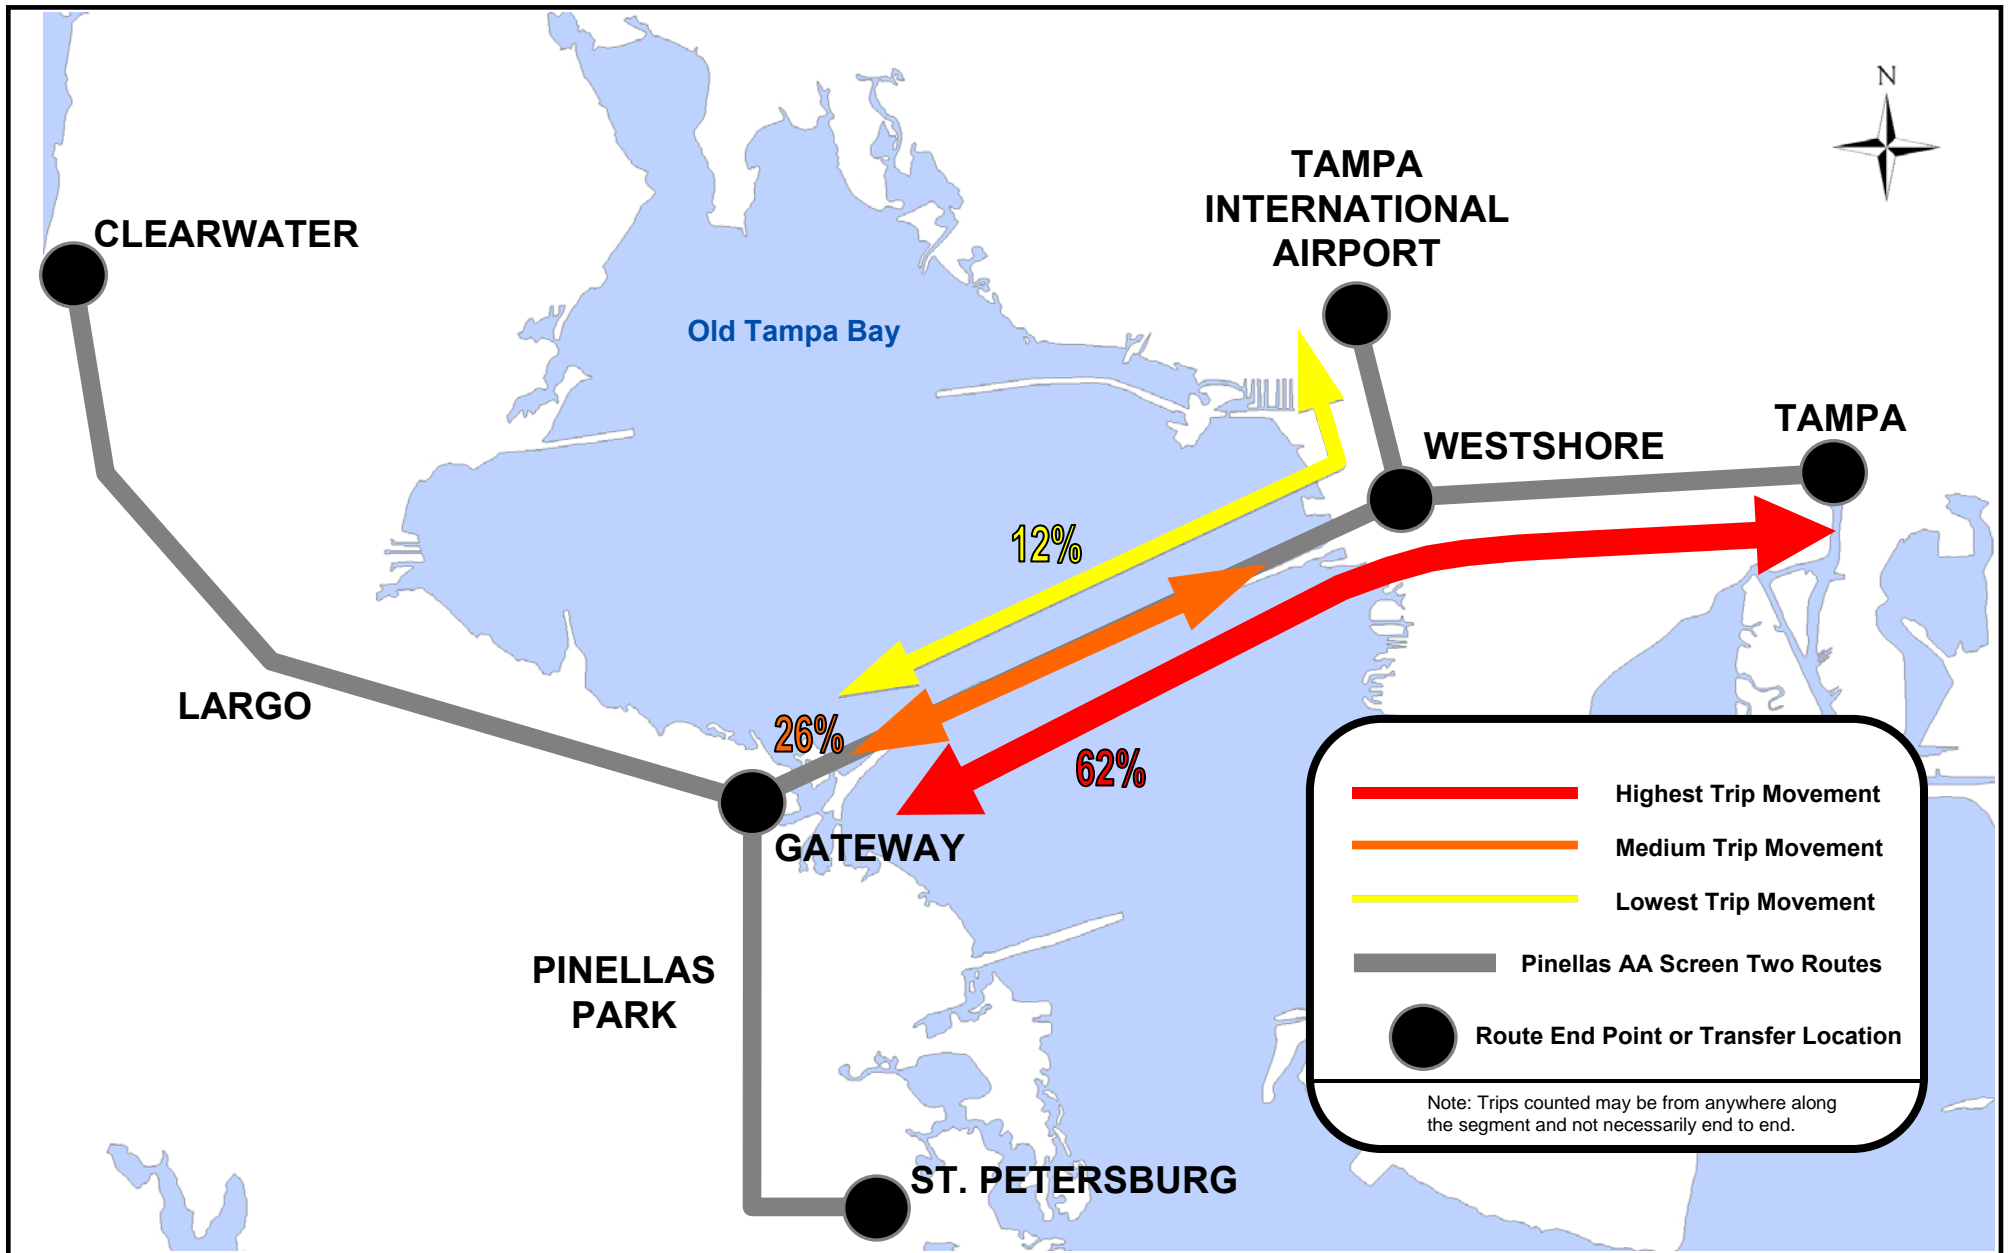 N
TAMPA
INTERNATIONAL
AIRPORT
CLEARWATER
Old Tampa Bay
TAMPA
WESTSHORE
12%
LARGO
26%
62%
GATEWAY
PINELLAS
PARK
ST. PETERSBURG
Highest Trip Movement
Medium Trip Movement
Lowest Trip Movement
Pinellas AA Screen Two Routes
Route End Point or Transfer Location
Note: Trips counted may be from anywhere along
the segment and not necessarily end to end.